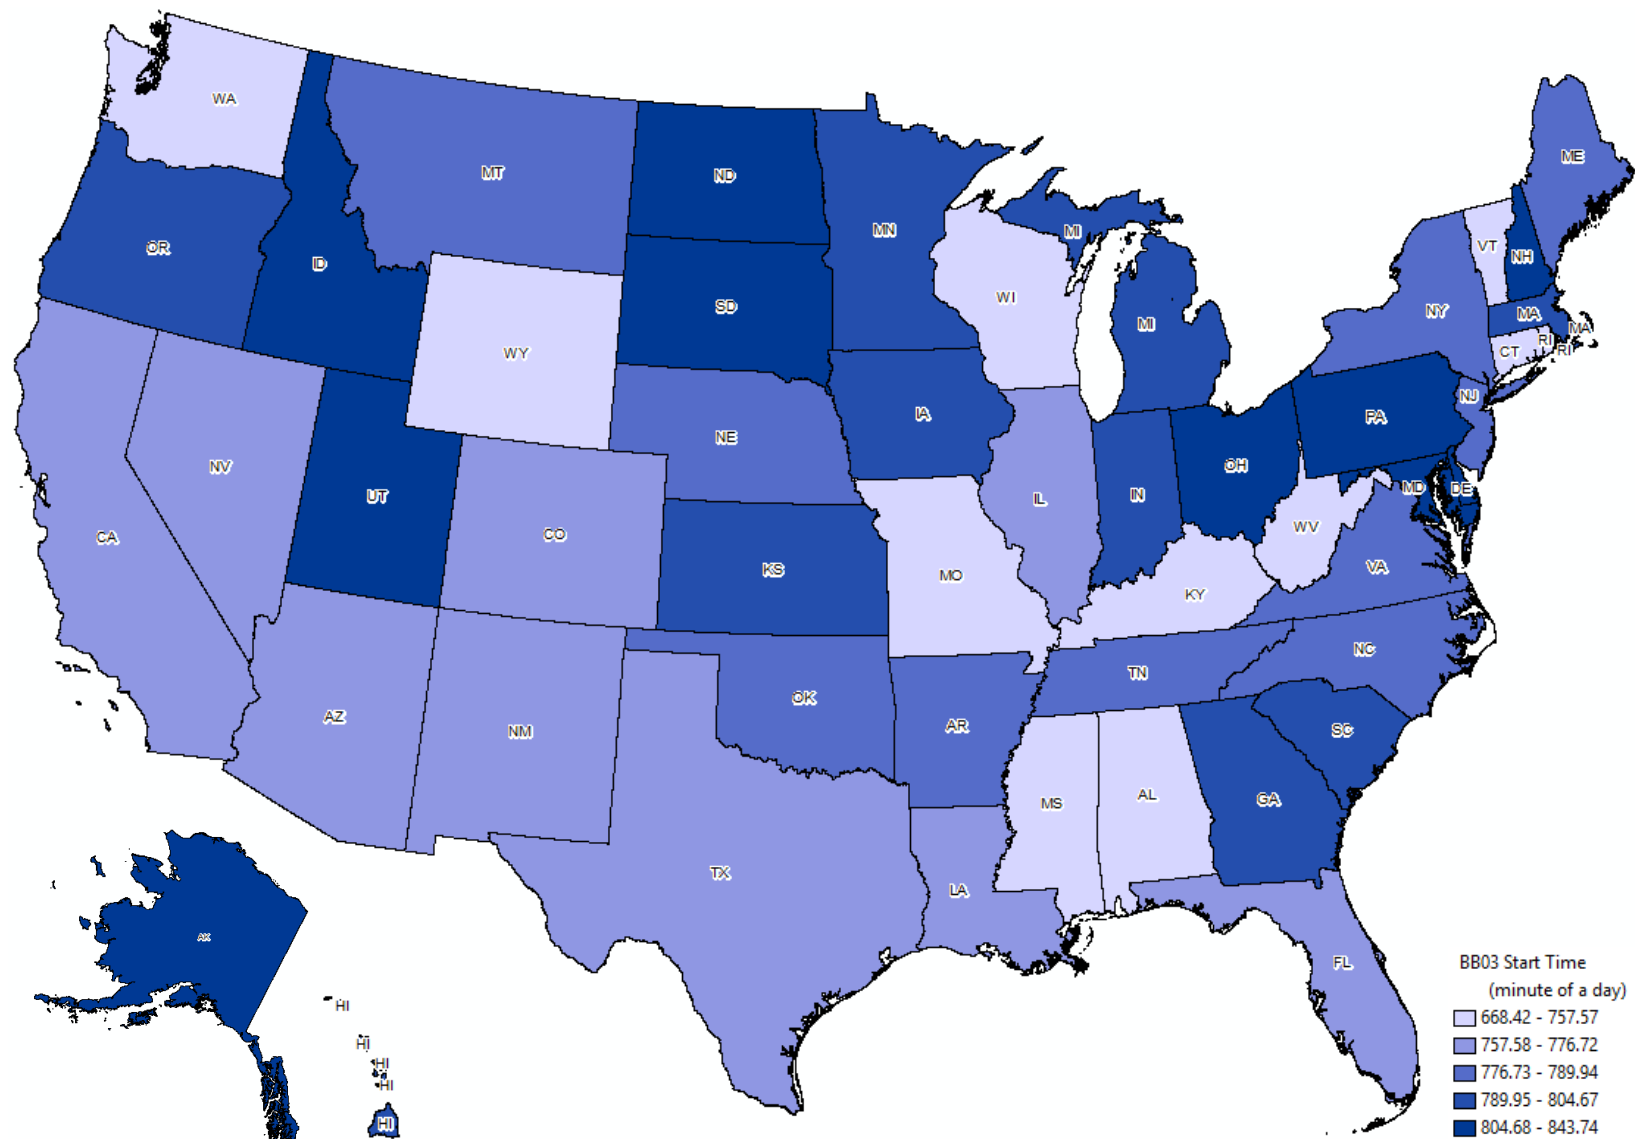 WA
ME
MT
ND
MN
MI
VT
NH
OR
ID
WI
SD
NY
MA
MA
MI
RI
RI
CT
WY
NJ
IA
PA
NE
NV
OH
UT
IL
IN
MD
DE
WV
CA
CO
KS
MO
VA
KY
NC
TN
OK
AZ
AR
NM
SC
MS
AL
GA
TX
LA
AK
FL
HI
HI
HI
HI
HI
BB03 Start Time
(minute of a day)
668.42 - 757.57
757.58 - 776.72
776.73 - 789.94
789.95 - 804.67
804.68 - 843.74